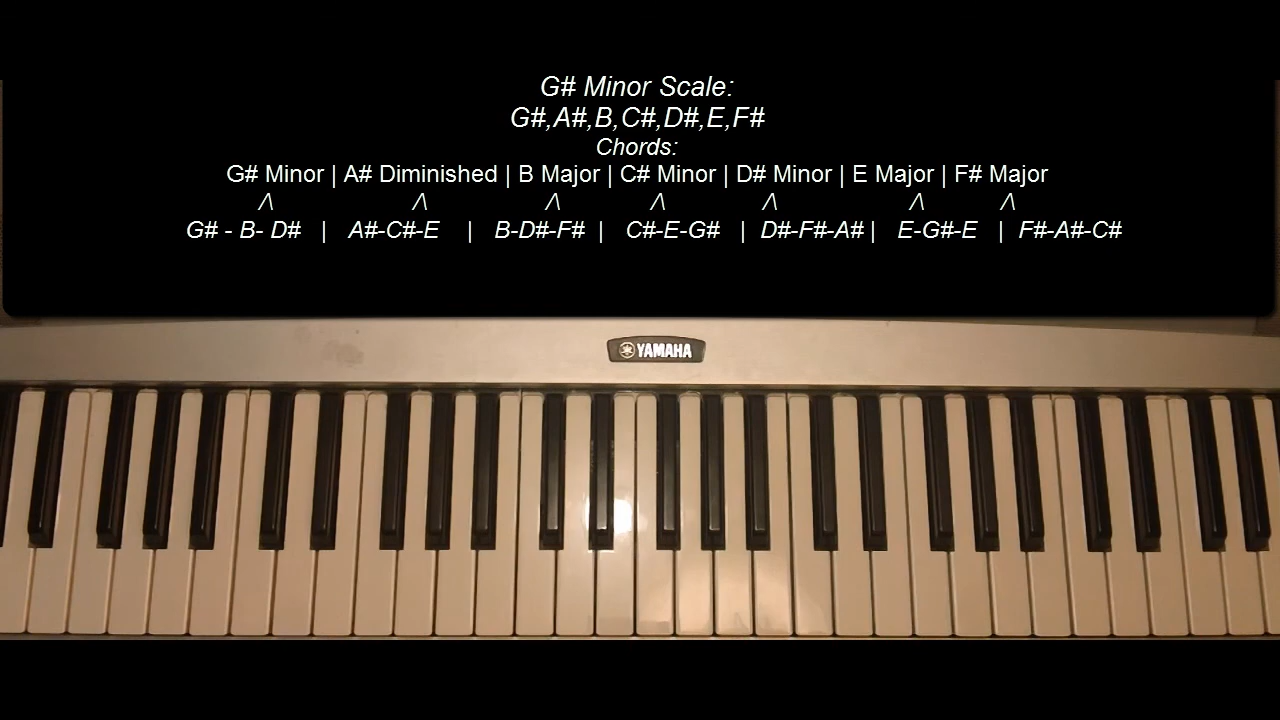 G# Minor Scale:
G#,A#,B,C#,D#,E,F#
Chords:
G# Minor | A# Diminished | B Major | C# Minor | D# Minor | E Major | F# Major
/\ /\ /\ /\ /\ /\ /\
G# - B- D# | A#-C#-E | B-D#-F# | C#-E-G# | D#-F#-A# | E-G#-E | F#-A#-C#
YAMAHA